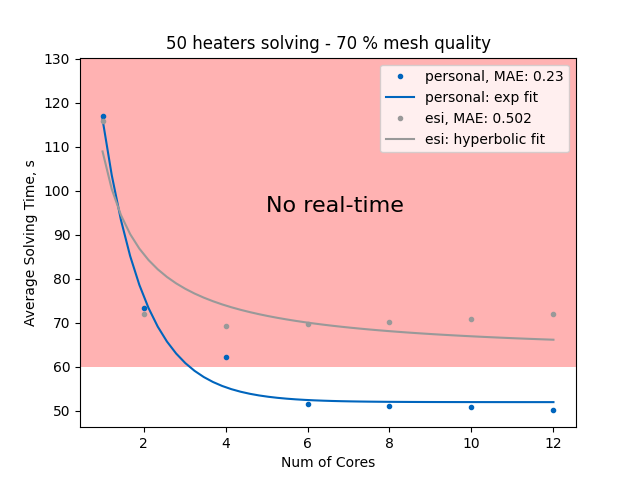 50 heaters solving - 70 % mesh quality
130
120
110
100
90
80
70
60
50
Average Solving Time, s
personal, MAE: 0.23
personal: exp fit
esi, MAE: 0.502
esi: hyperbolic fit
No real-time
2 4 6 8 10 12
Num of Cores